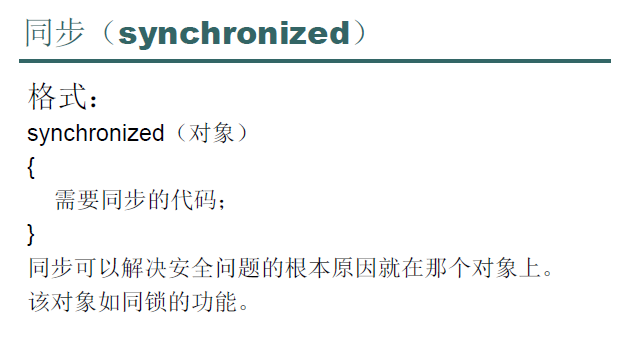 同步（synchronized）
格式：
synchronized（对象）
{
需要同步的代码；
}
同步可以解决安全问题的根本原因就在那个对象上。
该对象如同锁的功能。